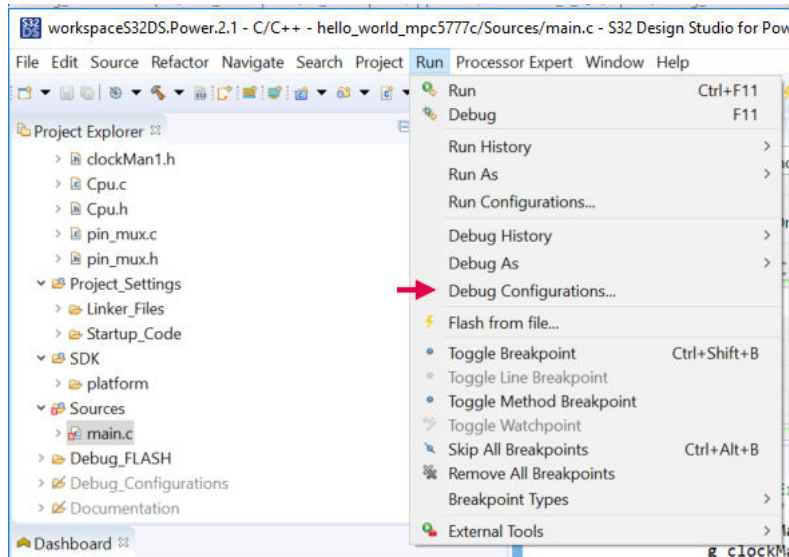 workspaceS32DS.Power.2.1 - C/C++ - hello_world_mpc5777c/Sources/main.c - S32 Design Studio for Pow
File Edit Source Refactor Navigate Search Project Run Processor Expert Window Help
Project Explorer
clockMan1.h
Cpu.c
Cpu.h
pin_mux.c
pin_mux.h
Project_Settings
Linker_Files
Startup_Code
SDK
platform
Sources
main.c
Debug_FLASH
Debug_Configurations
Documentation
Dashboard
Run Ctrl+F11
Debug F11
Run History
Run As
Run Configurations...
Debug History
Debug As
Debug Configurations...
Flash from file...
Toggle Breakpoint Ctrl+Shift+B
Toggle Line Breakpoint
Toggle Method Breakpoint
Toggle Watchpoint
Skip All Breakpoints Ctrl+Alt+B
Remove All Breakpoints
Breakpoint Types
External Tools
g_clockMa